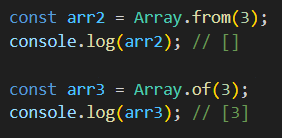 const arr2 = Array.from(3);
console.log(arr2); // []
const arr3 = Array.of(3);
console.log(arr3); // [3]